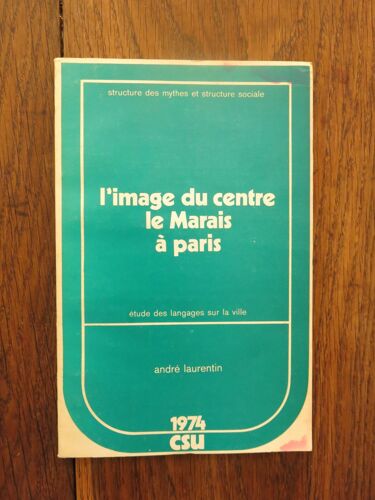 structure des mythes et structure sociale
l'image du centre
le Marais
à paris
étude des langages sur la ville
andré laurentin
1974
csu